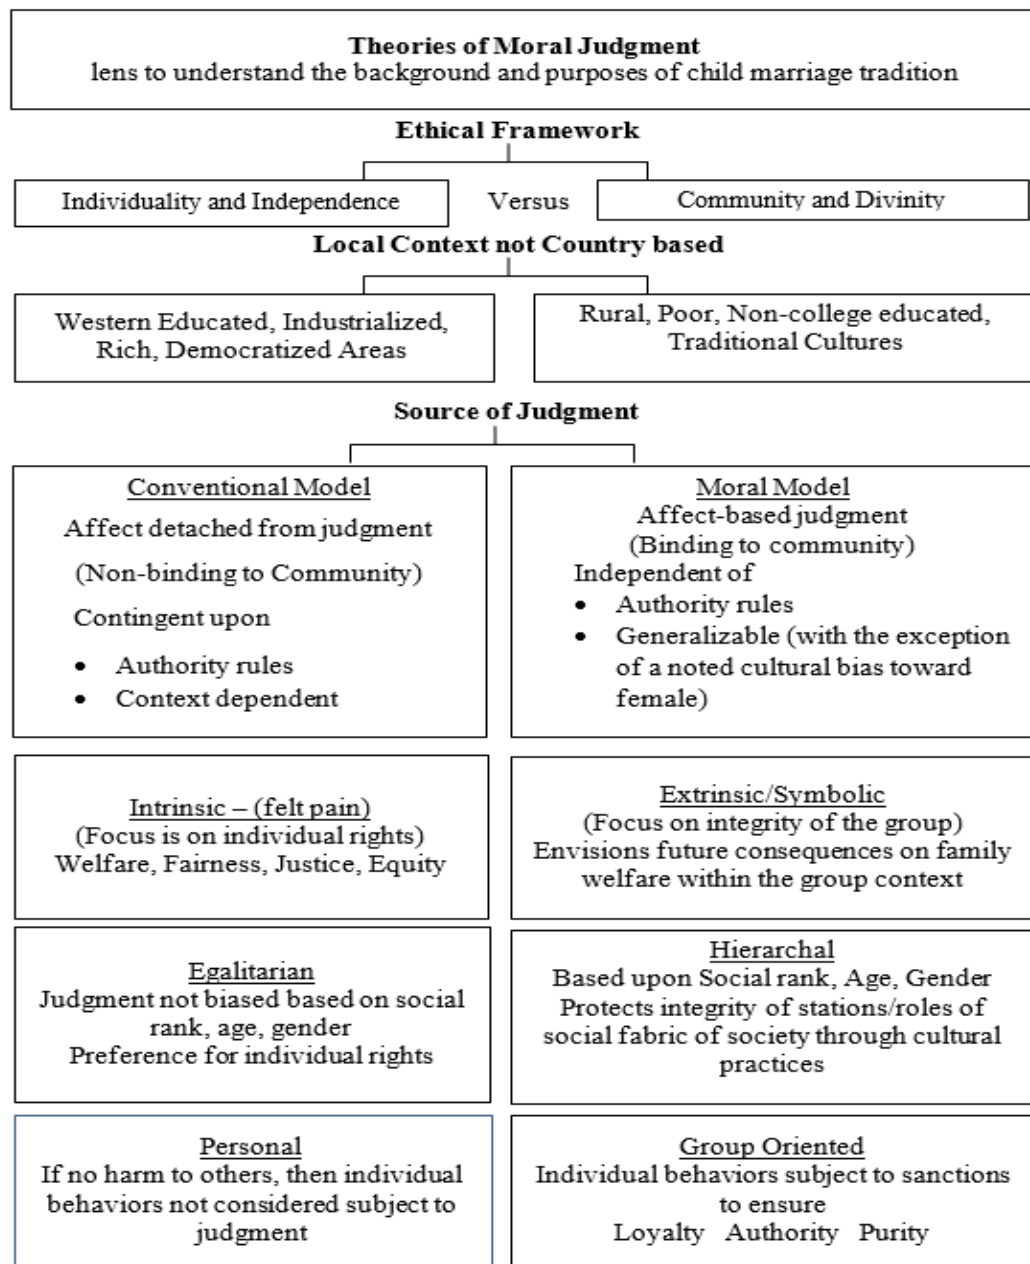 Theories of Moral Judgment
lens to understand the background and purposes of child marriage tradition
Ethical Framework
Individuality and Independence
Versus
Community and Divinity
Local Context not Country based
Western Educated, Industrialized,
Rich, Democratized Areas
Rural, Poor, Non-college educated,
Traditional Cultures
Source of Judgment
Conventional Model
Affect detached from judgment
(Non-binding to Community)
Contingent upon
• Authority rules
• Context dependent
Moral Model
Affect-based judgment
(Binding to community)
Independent of
• Authority rules
• Generalizable (with the exception
of a noted cultural bias toward
female)
Intrinsic – (felt pain)
(Focus is on individual rights)
Welfare, Fairness, Justice, Equity
Extrinsic/Symbolic
(Focus on integrity of the group)
Envisions future consequences on family
welfare within the group context
Egalitarian
Judgment not biased based on social
rank, age, gender
Preference for individual rights
Hierarchal
Based upon Social rank, Age, Gender
Protects integrity of stations/roles of
social fabric of society through cultural
practices
Personal
If no harm to others, then individual
behaviors not considered subject to
judgment
Group Oriented
Individual behaviors subject to sanctions
to ensure
Loyalty Authority Purity